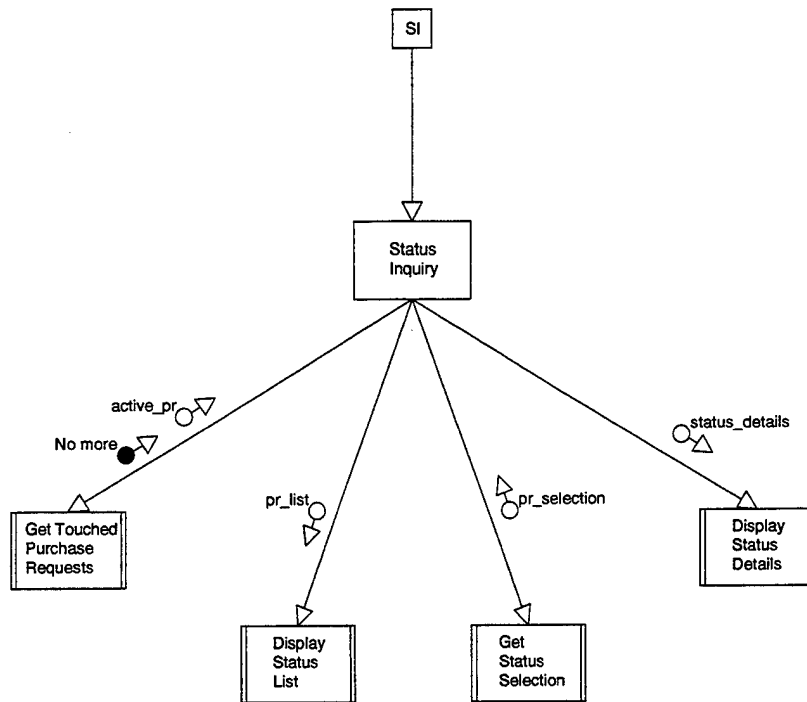 SI
Status
Inquiry
active_pr
No more
status_details
pr_list
pr_selection
Get Touched
Purchase
Requests
Display
Status
Details
Display
Status
List
Get
Status
Selection